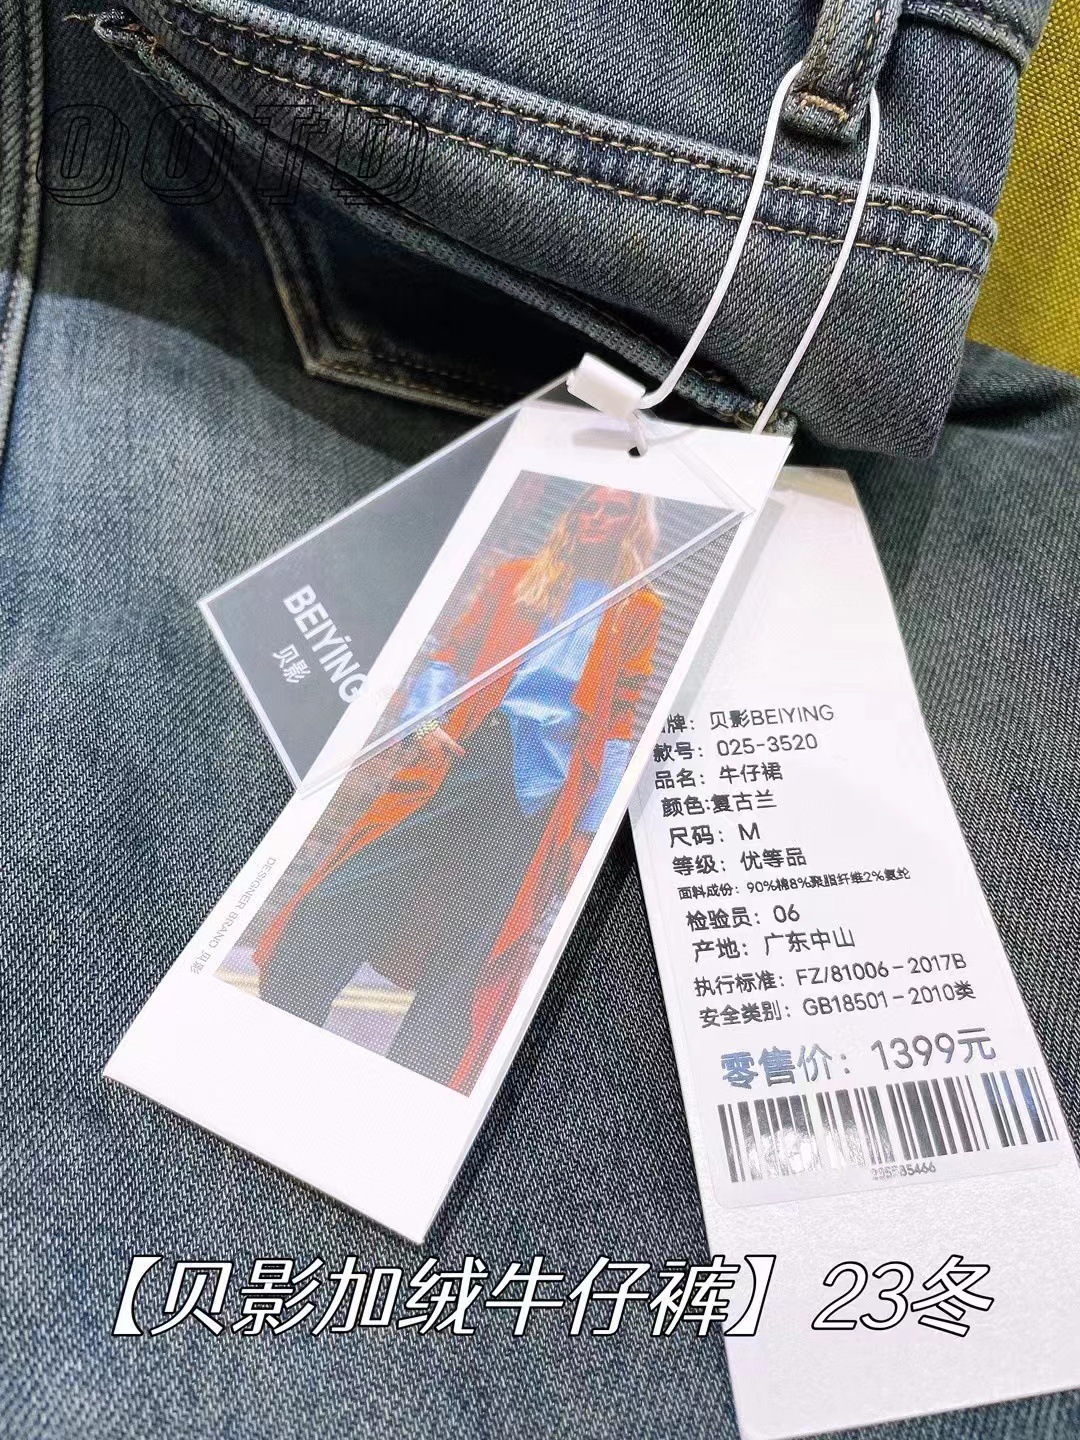 OOTD
BEIYING
贝影
DESIGNER BRAND 贝影
牌：贝影BEIYING
款号：025-3520
品名：牛仔裙
颜色:复古兰
尺码：M
等级：优等品
面料成份：90%棉8%聚脂纤维2%氨纶
检验员：06
产地：广东中山
执行标准：FZ/81006-2017B
安全类别：GB18501-2010类
零售价：1399元
【贝影加绒牛仔裤】23冬